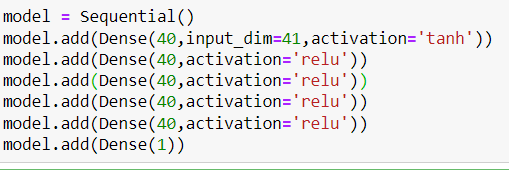 model = Sequential()
model.add(Dense(40,input_dim=41,activation='tanh'))
model.add(Dense(40,activation='relu'))
model.add(Dense(40,activation='relu'))
model.add(Dense(40,activation='relu'))
model.add(Dense(40,activation='relu'))
model.add(Dense(1))